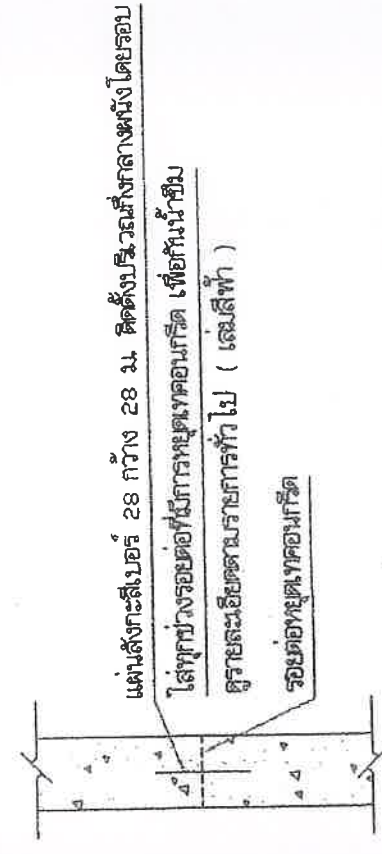 แผ่นสังกะสีเบอร์ 28 กว้าง 28 ม. ติดตั้งบริเวณกึ่งกลางผนังโดยรอบ
ใส่ทุกช่วงรอยต่อที่มีการหยุดเทคอนกรีต เพื่อกันน้ำซึม
ดูรายละเอียดตามรายการทั่วไป ( เล่มสีฟ้า )
รอยต่อหยุดเทคอนกรีต